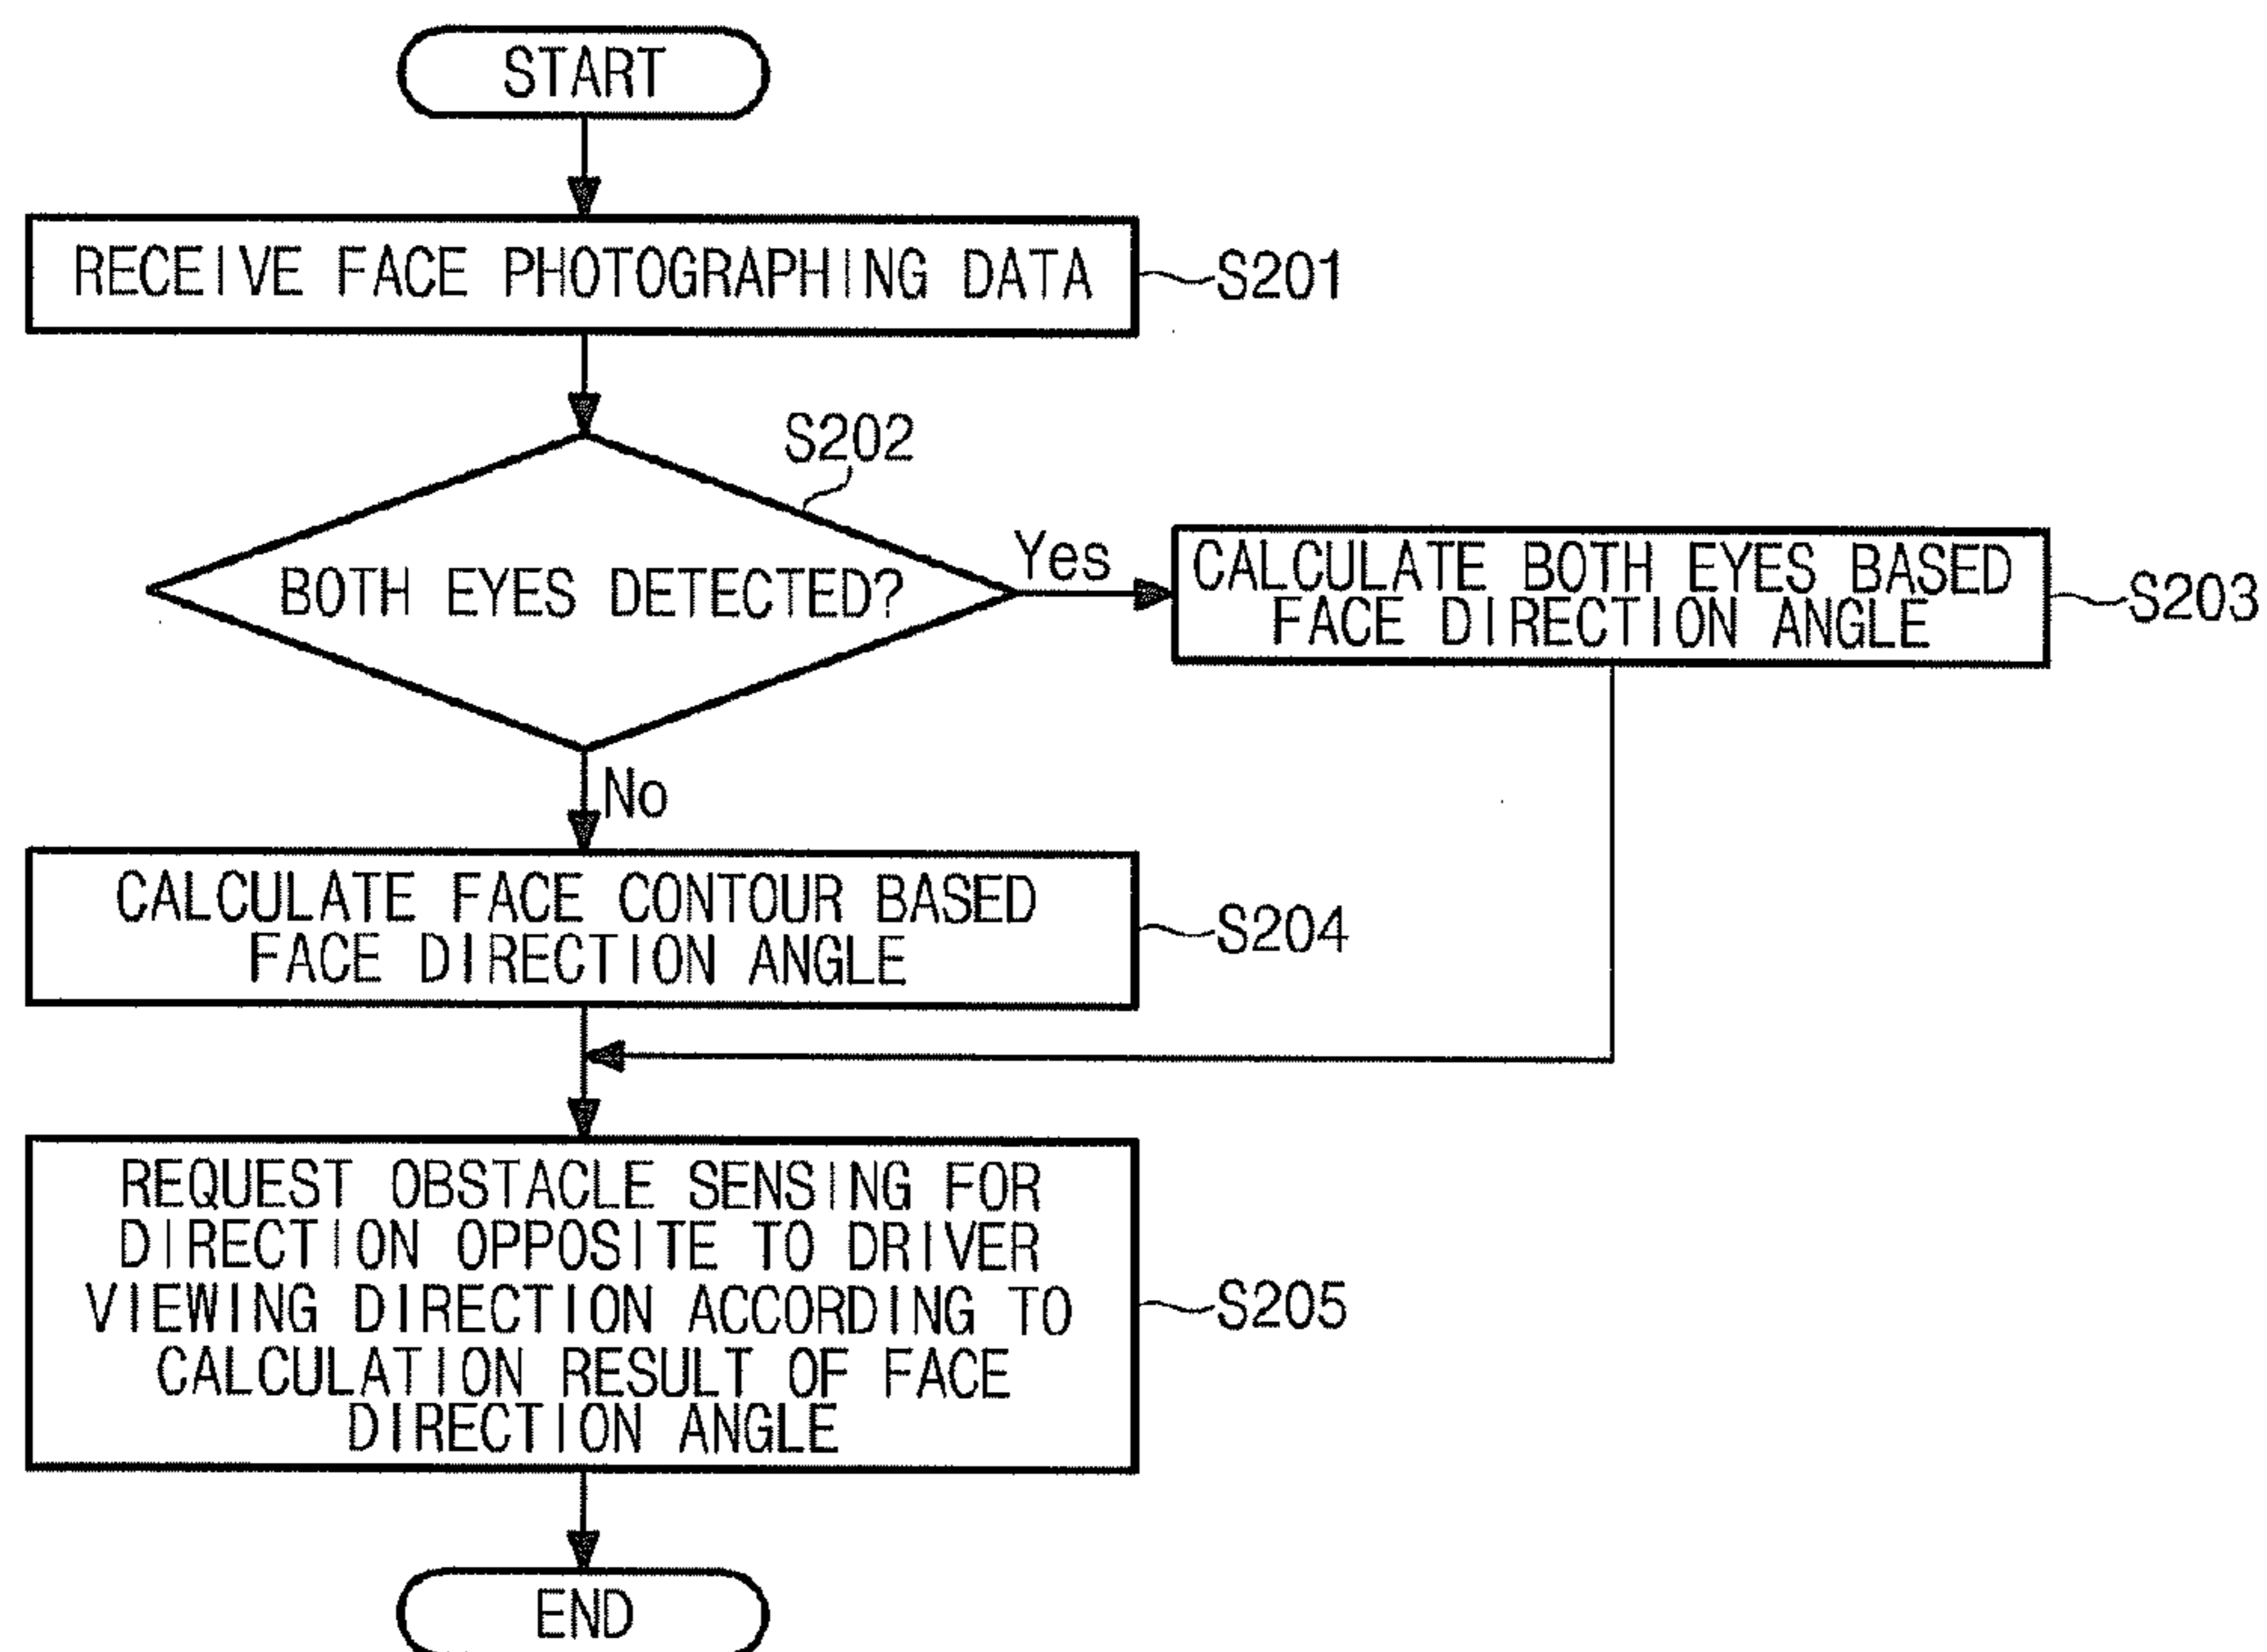 START
RECEIVE FACE PHOTOGRAPHING DATA
S201
S202
BOTH EYES DETECTED?
Yes
CALCULATE BOTH EYES BASED
FACE DIRECTION ANGLE
S203
No
CALCULATE FACE CONTOUR BASED
FACE DIRECTION ANGLE
S204
REQUEST OBSTACLE SENSING FOR
DIRECTION OPPOSITE TO DRIVER
VIEWING DIRECTION ACCORDING TO
CALCULATION RESULT OF FACE
DIRECTION ANGLE
S205
END